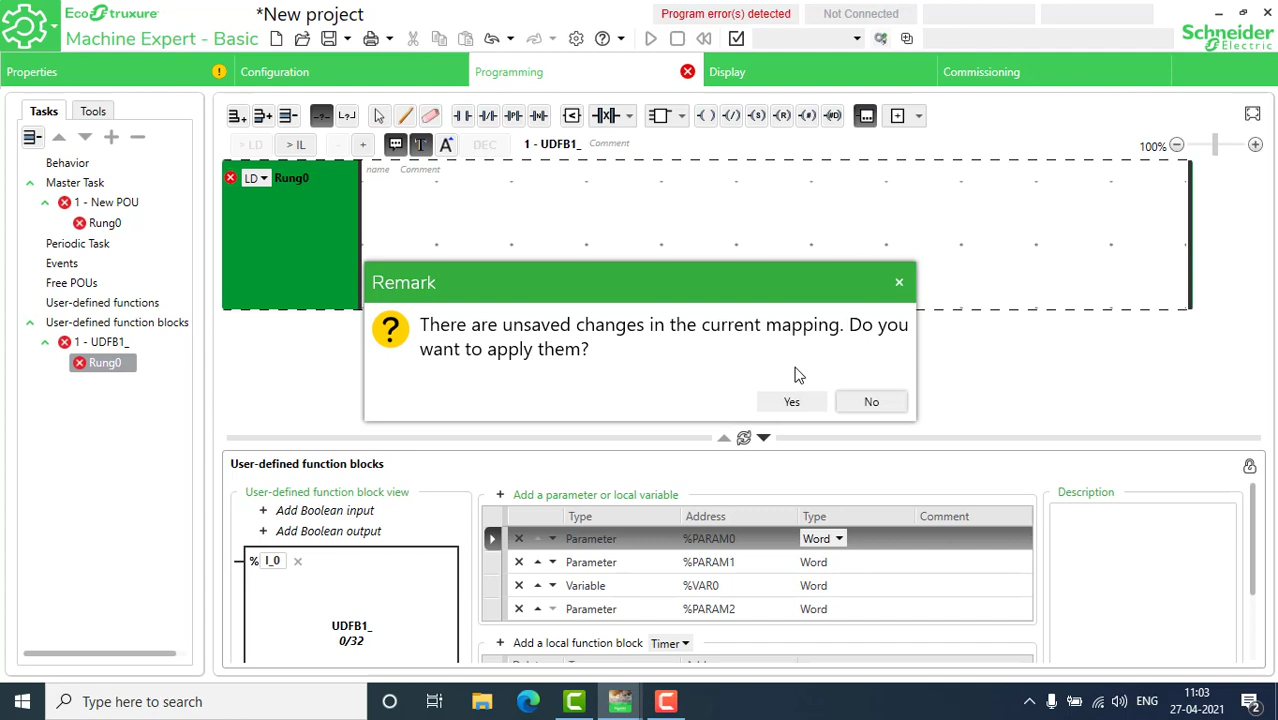 EcoStruxure
Machine Expert - Basic
*New project
Program error(s) detected
Not Connected
Schneider
Electric
Properties
Configuration
Programming
Display
Commissioning
Tasks
Tools
Behavior
Master Task
1 - New POU
Rung0
Periodic Task
Events
Free POUs
User-defined functions
User-defined function blocks
1 - UDFB1_
Rung0
> LD
> IL
-
+
T
A
DEC
1 - UDFB1_
Comment
100%
LD
Rung0
name
Comment
Remark
There are unsaved changes in the current mapping. Do you
want to apply them?
Yes
No
User-defined function blocks
User-defined function block view
+ Add Boolean input
+ Add Boolean output
% I_0
UDFB1_
0/32
+ Add a parameter or local variable
Type Address Type Comment
Parameter %PARAM0 Word
Parameter %PARAM1 Word
Variable %VAR0 Word
Parameter %PARAM2 Word
+ Add a local function block Timer
Description
Type here to search
ENG
11:03
27-04-2021
2